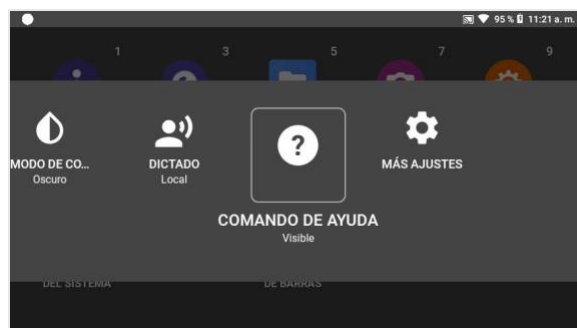 95 % 11:21 a. m.
1 3 5 7 9
MODO DE CO...
Oscuro
DICTADO
Local
?
COMANDO DE AYUDA
Visible
MÁS AJUSTES
DEL SISTEMA
DE BARRAS